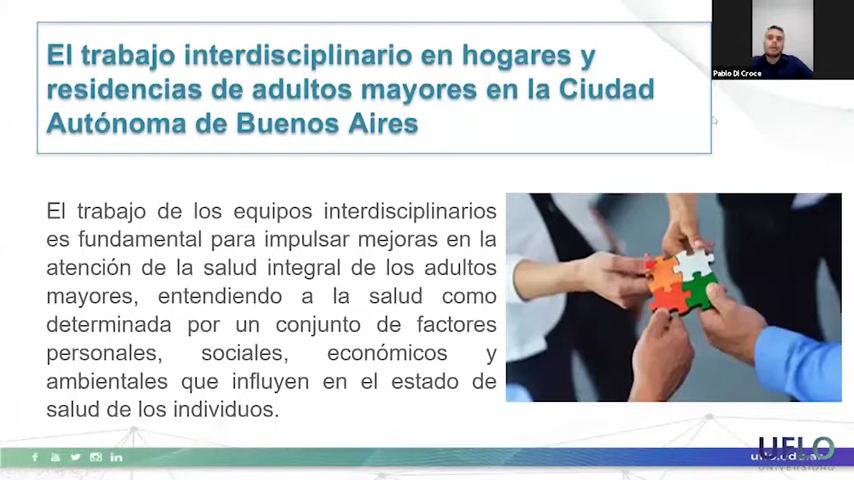 El trabajo interdisciplinario en hogares y
residencias de adultos mayores en la Ciudad
Autónoma de Buenos Aires
Pablo Di Croce
El trabajo de los equipos interdisciplinarios
es fundamental para impulsar mejoras en la
atención de la salud integral de los adultos
mayores, entendiendo a la salud como
determinada por un conjunto de factores
personales, sociales, económicos y
ambientales que influyen en el estado de
salud de los individuos.
UFLO
UNIVERSIDAD